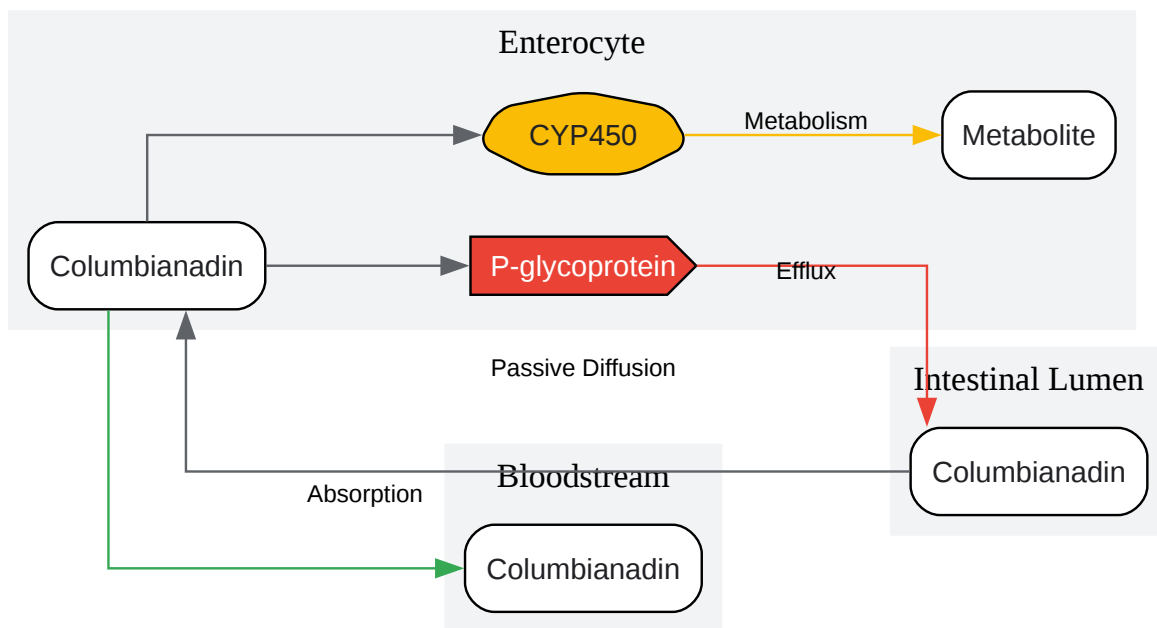 Enterocyte
CYP450
Metabolism
Metabolite
Columbianadin
P-glycoprotein
Efflux
Passive Diffusion
Intestinal Lumen
Columbianadin
Bloodstream
Absorption
Columbianadin